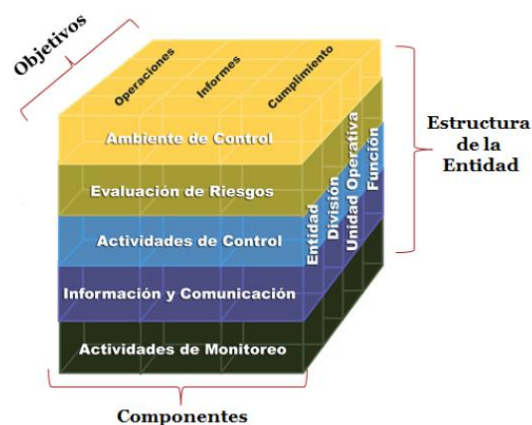 Objetivos
Operaciones
Informes
Cumplimiento
Ambiente de Control
Evaluación de Riesgos
Actividades de Control
Información y Comunicación
Actividades de Monitoreo
Entidad
División
Unidad Operativa
Función
Estructura
de la
Entidad
Componentes